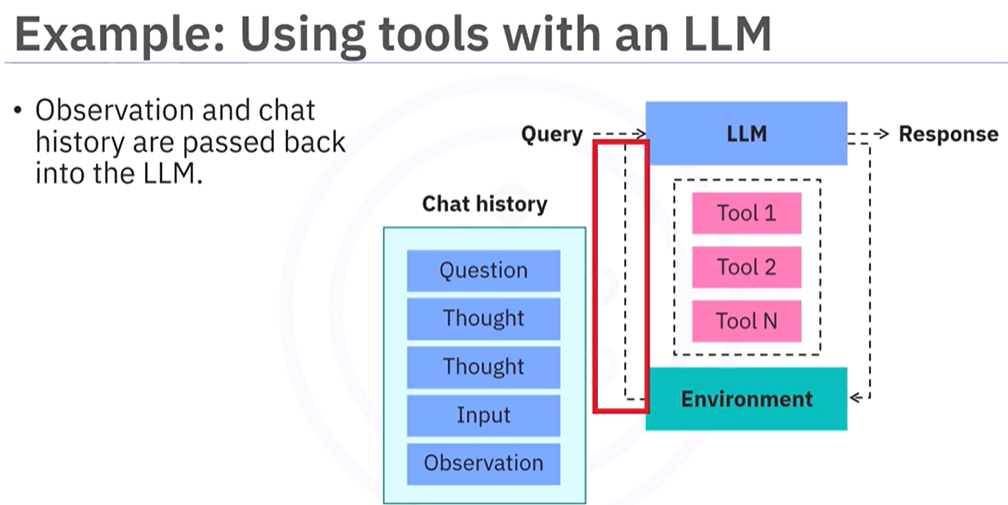 Example: Using tools with an LLM
• Observation and chat
history are passed back
into the LLM.
Query
LLM
Response
Chat history
Question
Thought
Thought
Input
Observation
Tool 1
Tool 2
Tool N
Environment